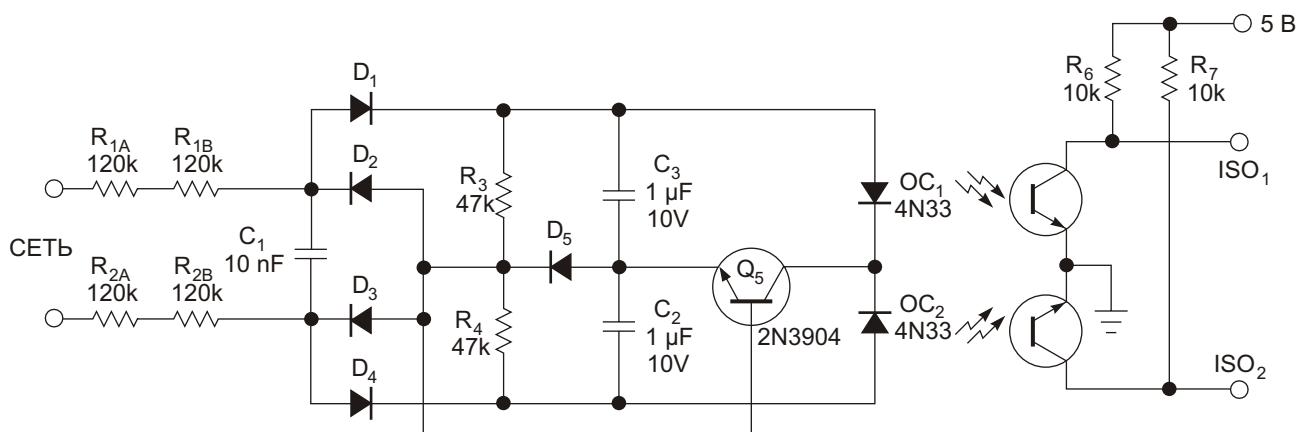 5 В
D₁
R₆
10k
R₇
10k
R₁A
120k
R₁B
120k
D₂
ISO₁
R₃
47k
C₃
1 µF
10V
OC₁
4N33
СЕТЬ
C₁
10 nF
D₅
Q₅
R₂A
120k
R₂B
120k
D₃
R₄
47k
C₂
1 µF
10V
2N3904
OC₂
4N33
D₄
ISO₂